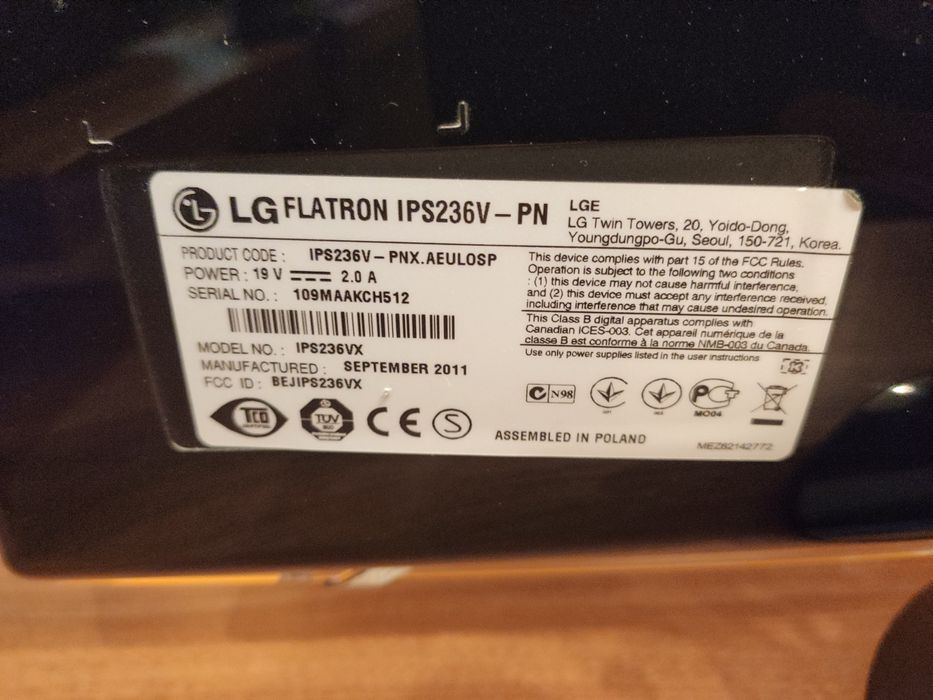 LG FLATRON IPS236V-PN
LGE
LG Twin Towers, 20, Yoido-Dong,
Youngdungpo-Gu, Seoul, 150-721, Korea.
PRODUCT CODE : IPS236V-PNX.AEULOSP
POWER : 19 V 2.0 A
SERIAL NO. : 109MAAKCH512
MODEL NO. : IPS236VX
MANUFACTURED : SEPTEMBER 2011
FCC ID : BEJIPS236VX
This device complies with part 15 of the FCC Rules.
Operation is subject to the following two conditions
: (1) this device may not cause harmful interference,
and (2) this device must accept any interference received,
including interference that may cause undesired operation.
This Class B digital apparatus complies with
Canadian ICES-003. Cet appareil numérique de la
classe B est conforme à la norme NMB-003 du Canada.
Use only power supplies listed in the user instructions
TCO
TÜV
CE
S
N98
PG
MO04
ASSEMBLED IN POLAND
MEZ62142772